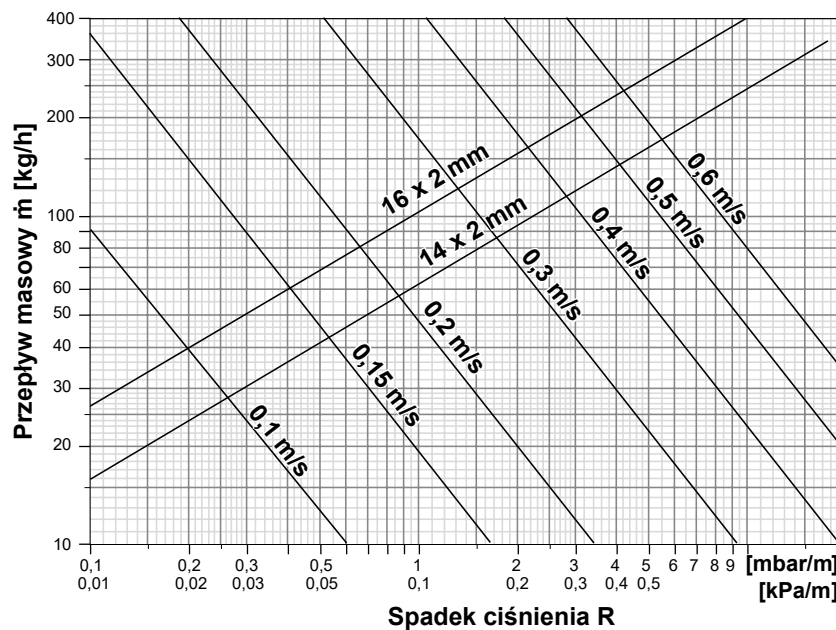 400
300
200
100
80
60
50
40
30
20
10
Przepływ masowy ṁ [kg/h]
16 x 2 mm
14 x 2 mm
0,1 m/s
0,15 m/s
0,2 m/s
0,3 m/s
0,4 m/s
0,5 m/s
0,6 m/s
0,1 0,2 0,3 0,5 1 2 3 4 5 6 7 8 9 [mbar/m]
0,01 0,02 0,03 0,05 0,1 0,2 0,3 0,4 0,5 [kPa/m]
Spadek ciśnienia R